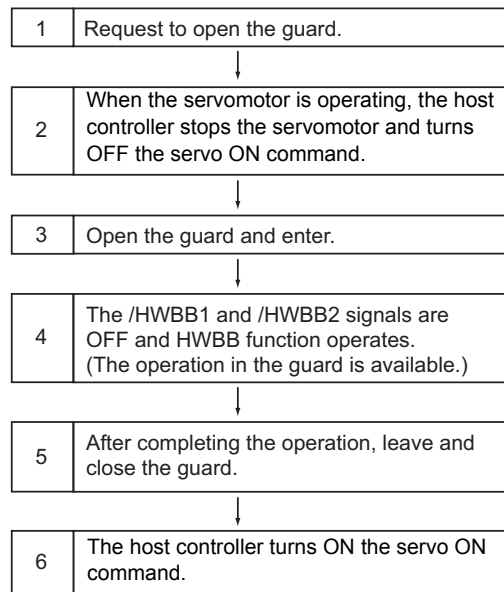 1 Request to open the guard.
When the servomotor is operating, the host
2 controller stops the servomotor and turns
OFF the servo ON command.
3 Open the guard and enter.
The /HWBB1 and /HWBB2 signals are
4 OFF and HWBB function operates.
(The operation in the guard is available.)
5 After completing the operation, leave and
close the guard.
6 The host controller turns ON the servo ON
command.